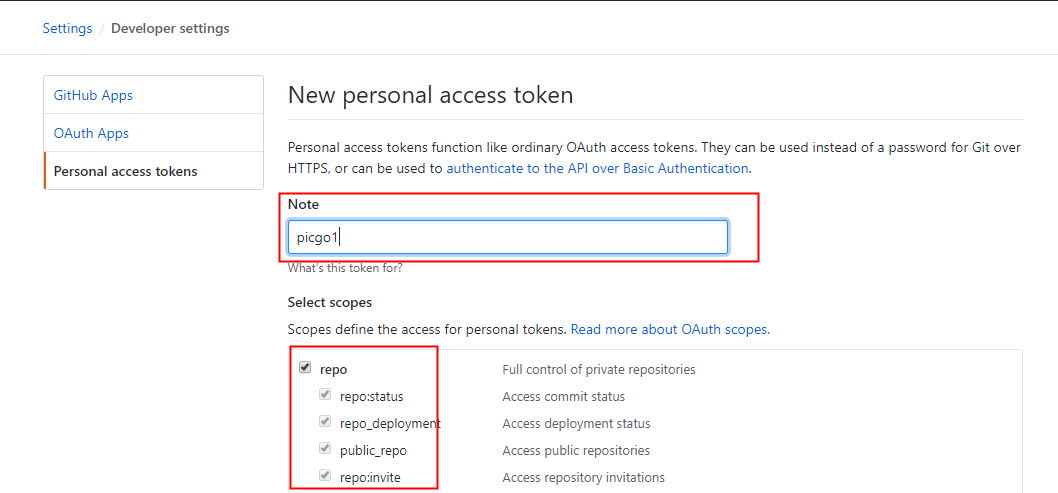 Settings / Developer settings
GitHub Apps
OAuth Apps
Personal access tokens
New personal access token
Personal access tokens function like ordinary OAuth access tokens. They can be used instead of a password for Git over
HTTPS, or can be used to authenticate to the API over Basic Authentication.
Note
picgo1
What's this token for?
Select scopes
Scopes define the access for personal tokens. Read more about OAuth scopes.
repo Full control of private repositories
repo:status Access commit status
repo_deployment Access deployment status
public_repo Access public repositories
repo:invite Access repository invitations